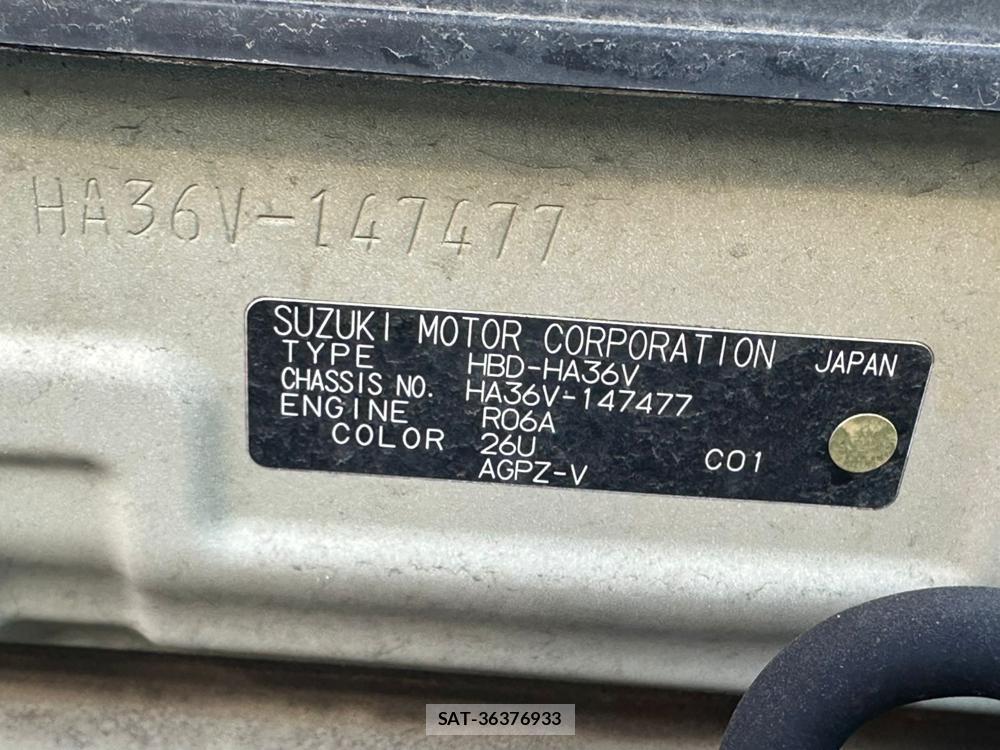 HA36V-147477
SUZUKI MOTOR CORPORATION JAPAN
TYPE HBD-HA36V
CHASSIS NO. HA36V-147477
ENGINE R06A
COLOR 26U C01
AGPZ-V
SAT-36376933